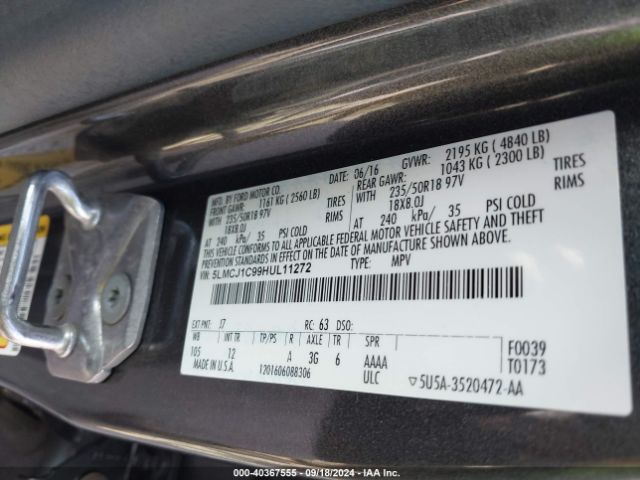 MFD. BY FORD MOTOR CO.
DATE: 06/16 GVWR: 2195 KG ( 4840 LB)
FRONT GAWR: 1161 KG ( 2560 LB) REAR GAWR: 1043 KG ( 2300 LB)
WITH 235/50R18 97V TIRES WITH 235/50R18 97V TIRES
18X8.0J RIMS 18X8.0J RIMS
AT 240 kPa/ 35 PSI COLD AT 240 kPa/ 35 PSI COLD
THIS VEHICLE CONFORMS TO ALL APPLICABLE FEDERAL MOTOR VEHICLE SAFETY AND THEFT
PREVENTION STANDARDS IN EFFECT ON THE DATE OF MANUFACTURE SHOWN ABOVE.
VIN: 5LMCJ1C99HUL11272 TYPE: MPV
EXT PNT: J7 RC: 63 DSO:
WB INT TR TP/PS R AXLE TR SPR
105 12 A 3G 6 AAAA
F0039
T0173
MADE IN U.S.A. 1201606088306 ULC ▽5U5A-3520472-AA
COPART 40367555 - 09/18/2024 - IAA Inc.